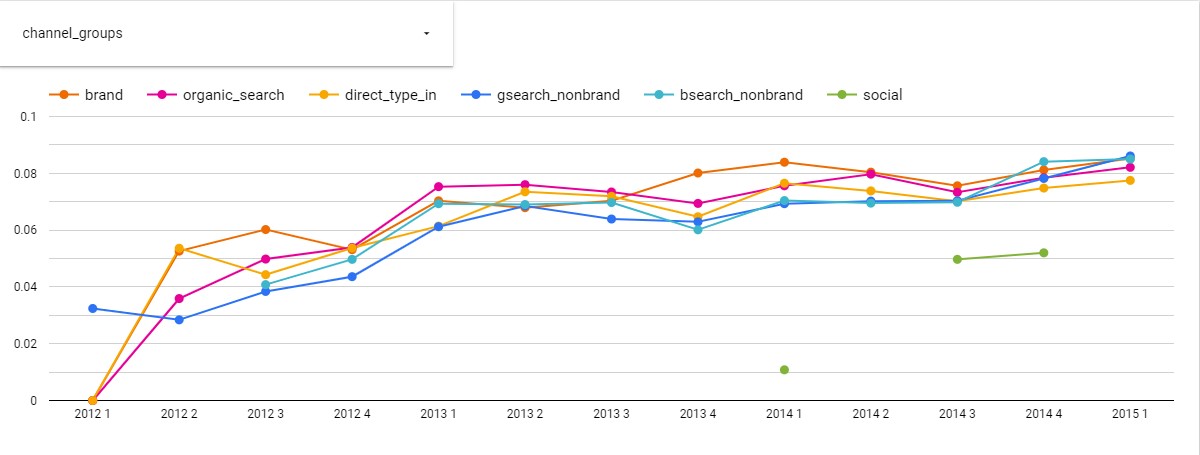 channel_groups
brand organic_search direct_type_in gsearch_nonbrand bsearch_nonbrand social
0.1
0.08
0.06
0.04
0.02
0
2012 1 2012 2 2012 3 2012 4 2013 1 2013 2 2013 3 2013 4 2014 1 2014 2 2014 3 2014 4 2015 1